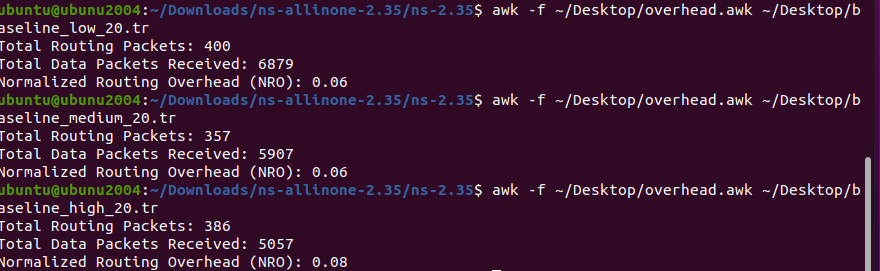 ubuntu@ubunu2004:~/Downloads/ns-allinone-2.35/ns-2.35$ awk -f ~/Desktop/overhead.awk ~/Desktop/b
aseline_low_20.tr
Total Routing Packets: 400
Total Data Packets Received: 6879
Normalized Routing Overhead (NRO): 0.06
ubuntu@ubunu2004:~/Downloads/ns-allinone-2.35/ns-2.35$ awk -f ~/Desktop/overhead.awk ~/Desktop/b
aseline_medium_20.tr
Total Routing Packets: 357
Total Data Packets Received: 5907
Normalized Routing Overhead (NRO): 0.06
ubuntu@ubunu2004:~/Downloads/ns-allinone-2.35/ns-2.35$ awk -f ~/Desktop/overhead.awk ~/Desktop/b
aseline_high_20.tr
Total Routing Packets: 386
Total Data Packets Received: 5057
Normalized Routing Overhead (NRO): 0.08